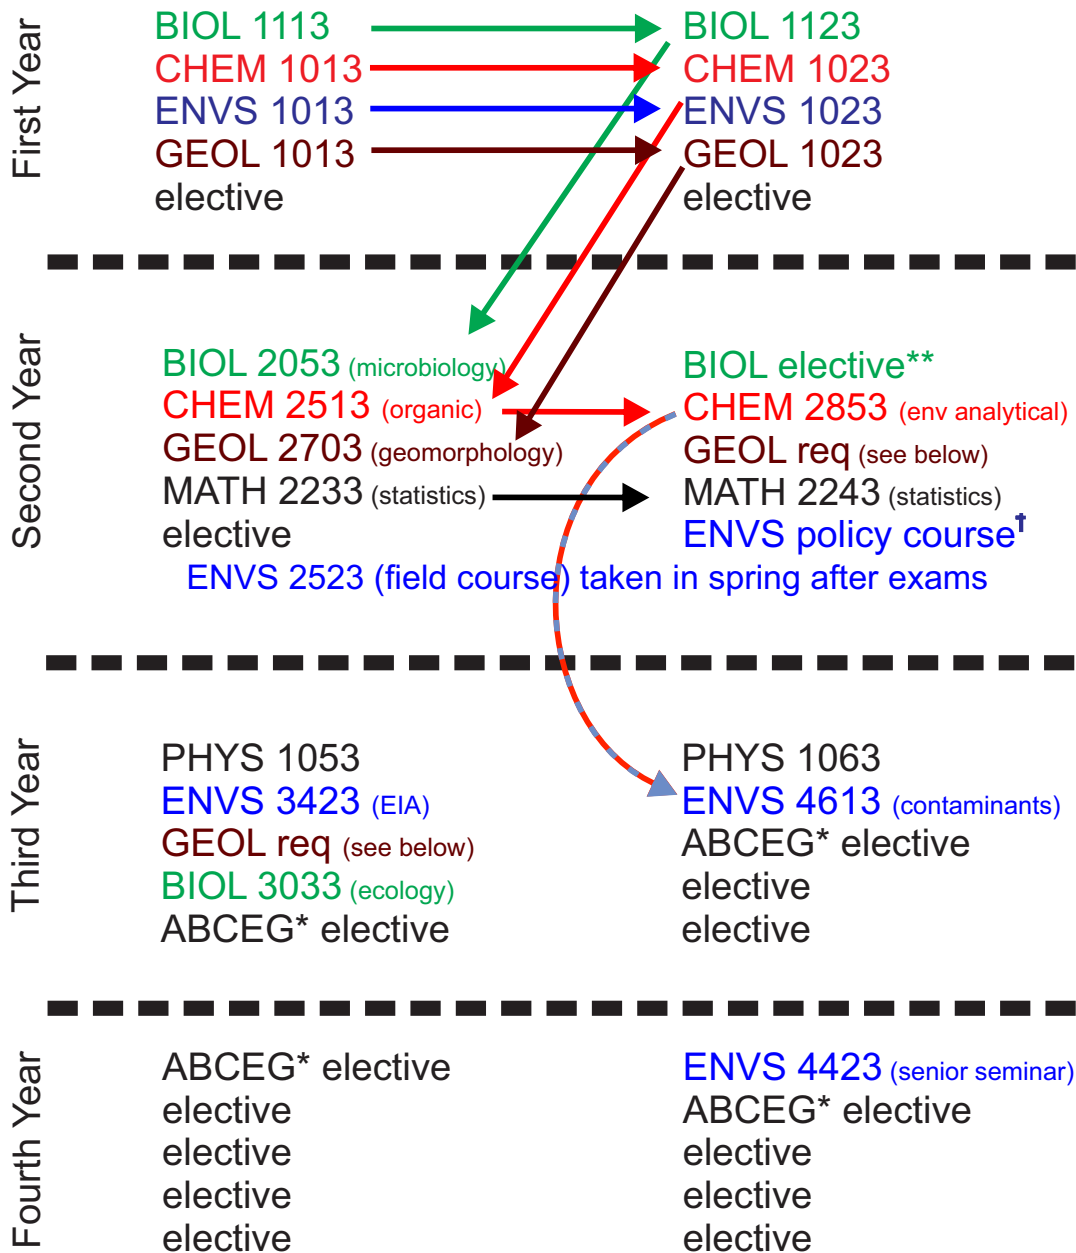 First Year
BIOL 1113
CHEM 1013
ENVS 1013
GEOL 1013
elective
BIOL 1123
CHEM 1023
ENVS 1023
GEOL 1023
elective
Second Year
BIOL 2053 (microbiology)
CHEM 2513 (organic)
GEOL 2703 (geomorphology)
MATH 2233 (statistics)
elective
BIOL elective**
CHEM 2853 (env analytical)
GEOL req (see below)
MATH 2243 (statistics)
ENVS policy course†
ENVS 2523 (field course) taken in spring after exams
Third Year
PHYS 1053
ENVS 3423 (EIA)
GEOL req (see below)
BIOL 3033 (ecology)
ABCEG* elective
PHYS 1063
ENVS 4613 (contaminants)
ABCEG* elective
elective
elective
Fourth Year
ABCEG* elective
elective
elective
elective
elective
ENVS 4423 (senior seminar)
ABCEG* elective
elective
elective
elective